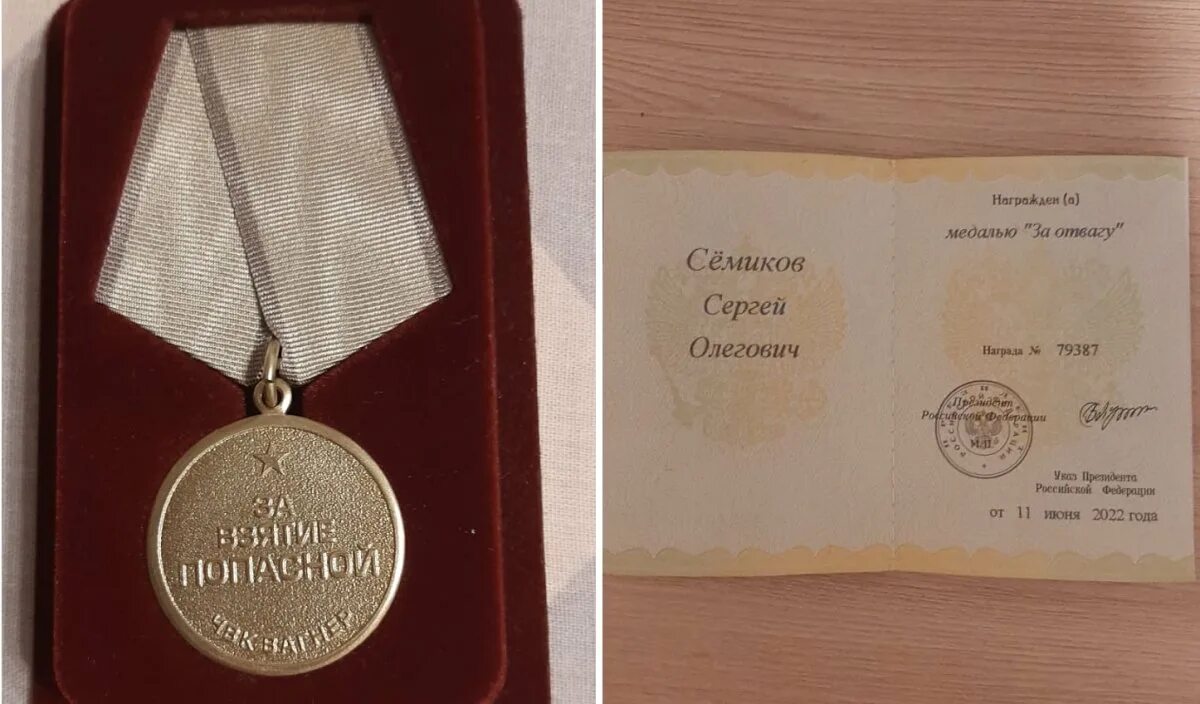 ЗА
ВЗЯТИЕ
ПОПАСНОЙ
ЧВК ВАГНЕР
Сёмиков
Сергей
Олегович
Награжден (а)
медалью "За отвагу"
Награда № 79387
Президент
Российской Федерации
М.П.
Указ Президента
Российской Федерации
от 11 июня 2022 года